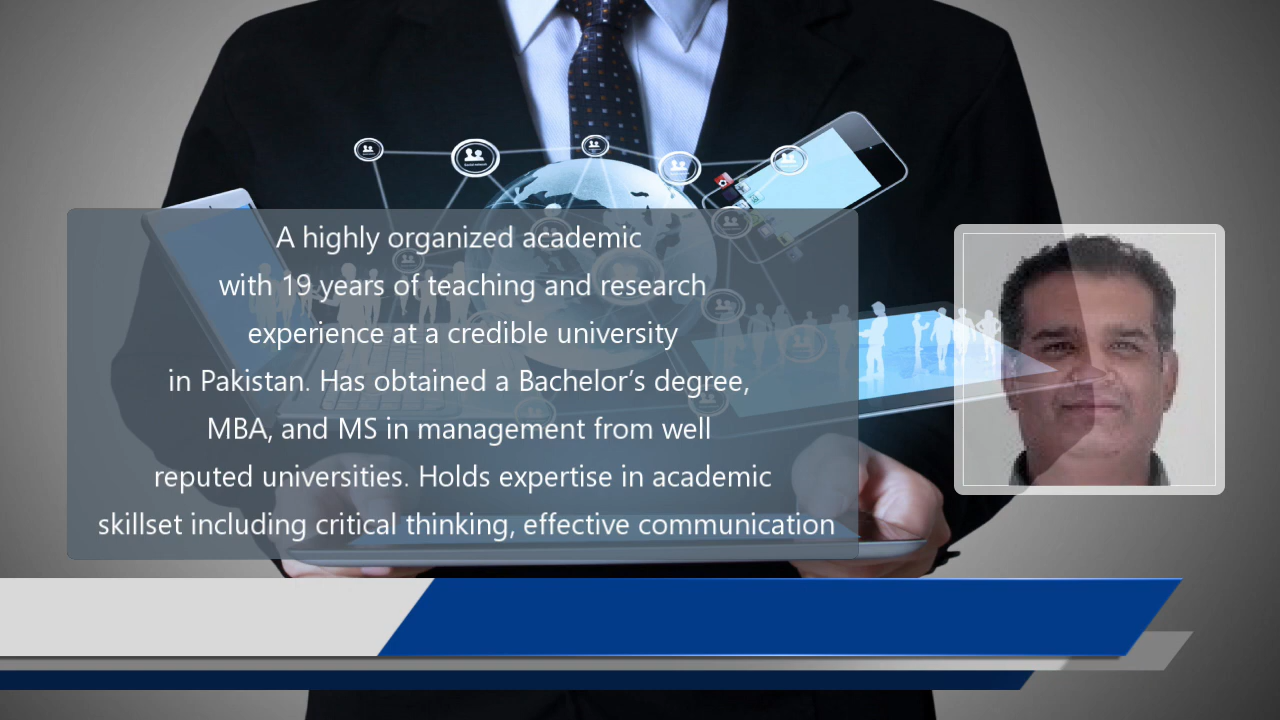 A highly organized academic
with 19 years of teaching and research
experience at a credible university
in Pakistan. Has obtained a Bachelor’s degree,
MBA, and MS in management from well
reputed universities. Holds expertise in academic
skillset including critical thinking, effective communication